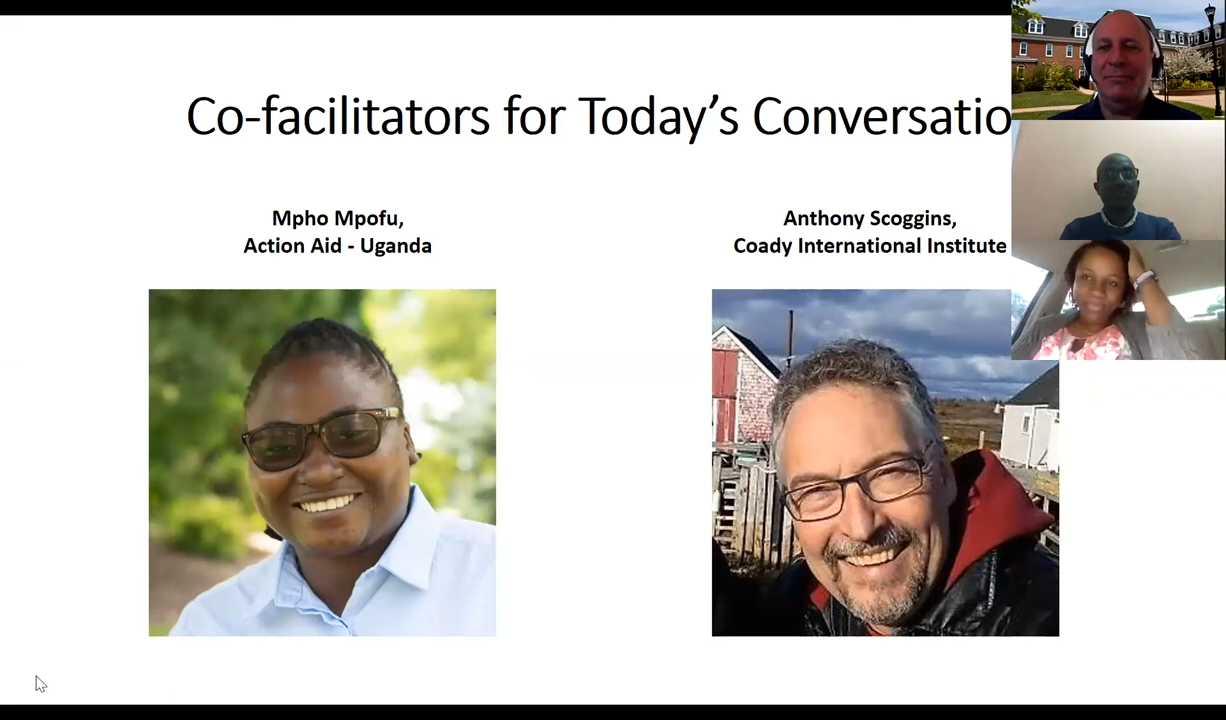 Co-facilitators for Today's Conversatio
Mpho Mpofu,
Action Aid - Uganda
Anthony Scoggins,
Coady International Institute